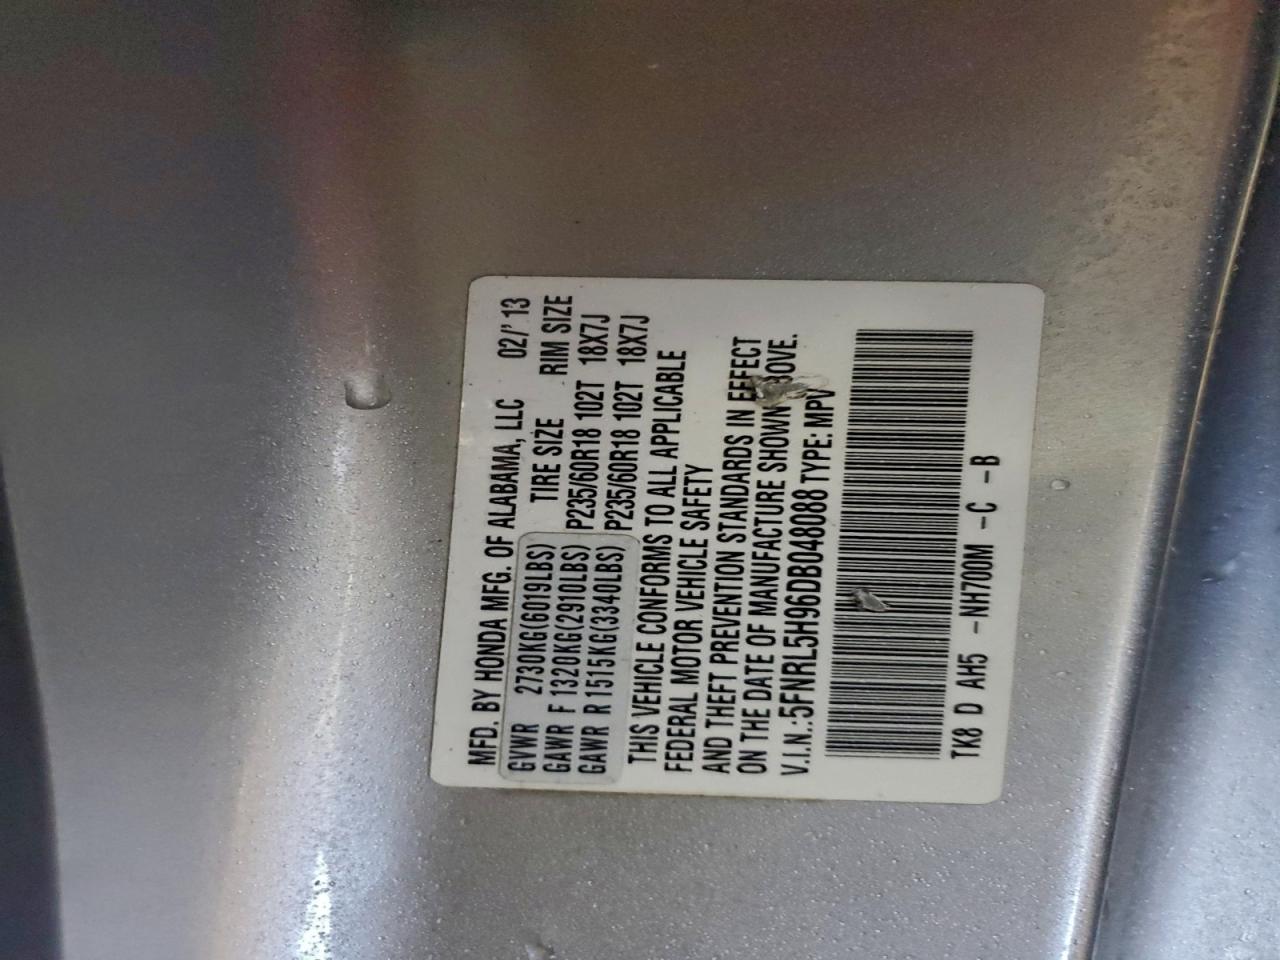 MFD. BY HONDA MFG. OF ALABAMA, LLC 02/' 13
GVWR 2730KG(6019LBS) TIRE SIZE RIM SIZE
GAWR F 1320KG(2910LBS) P235/60R18 102T 18X7J
GAWR R 1515KG(3340LBS) P235/60R18 102T 18X7J
THIS VEHICLE CONFORMS TO ALL APPLICABLE
FEDERAL MOTOR VEHICLE SAFETY
AND THEFT PREVENTION STANDARDS IN EFFECT
ON THE DATE OF MANUFACTURE SHOWN
V.I.N.:5FNRL5H96DB048088 TYPE: MPV
TK8 D AH5 -NH700M -C -B